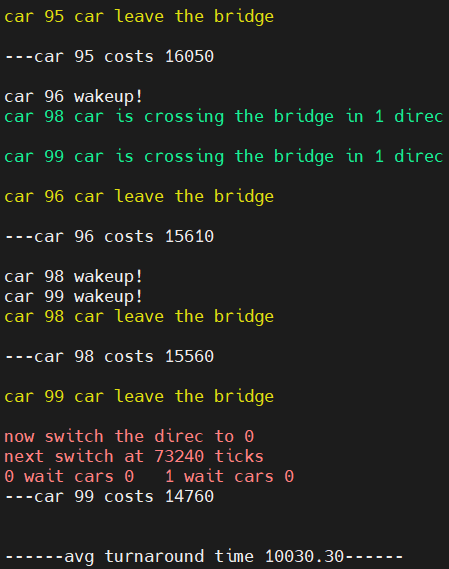 car 95 car leave the bridge
---car 95 costs 16050
car 96 wakeup!
car 98 car is crossing the bridge in 1 direc
car 99 car is crossing the bridge in 1 direc
car 96 car leave the bridge
---car 96 costs 15610
car 98 wakeup!
car 99 wakeup!
car 98 car leave the bridge
---car 98 costs 15560
car 99 car leave the bridge
now switch the direc to 0
next switch at 73240 ticks
0 wait cars 0   1 wait cars 0
---car 99 costs 14760
------avg turnaround time 10030.30------